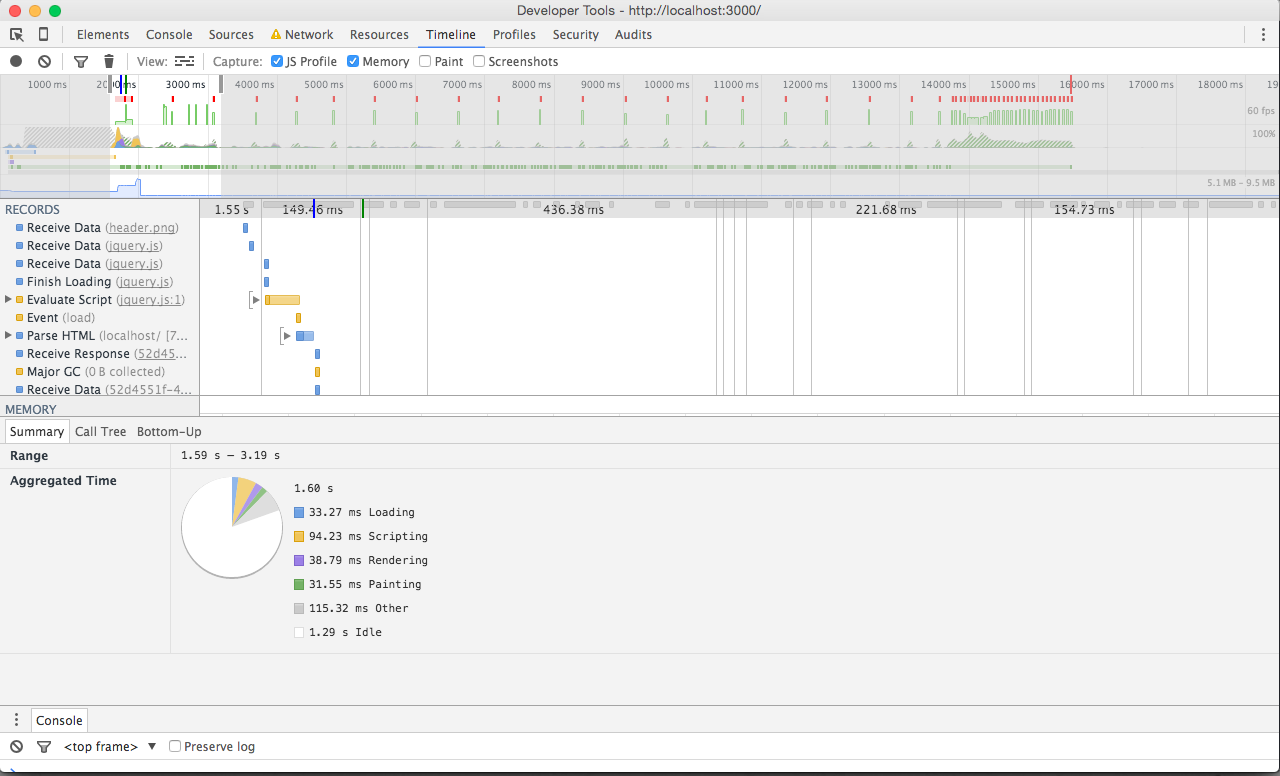 Developer Tools - http://localhost:3000/
Elements Console Sources Network Resources Timeline Profiles Security Audits
View: Capture: JS Profile Memory Paint Screenshots
1000 ms 3000 ms 4000 ms 5000 ms 6000 ms 7000 ms 8000 ms 9000 ms 10000 ms 11000 ms 12000 ms 13000 ms 14000 ms 15000 ms 16000 ms 17000 ms 18000 ms
60 fps
100%
5.1 MB – 9.5 MB
RECORDS 1.55 s 149.46 ms 436.38 ms 221.68 ms 154.73 ms
Receive Data (header.png)
Receive Data (jquery.js)
Receive Data (jquery.js)
Finish Loading (jquery.js)
Evaluate Script (jquery.js:1)
Event (load)
Parse HTML (localhost/ [7...
Receive Response (52d45...
Major GC (0 B collected)
Receive Data (52d4551f-4...
MEMORY
Summary Call Tree Bottom-Up
Range 1.59 s – 3.19 s
Aggregated Time
1.60 s
33.27 ms Loading
94.23 ms Scripting
38.79 ms Rendering
31.55 ms Painting
115.32 ms Other
1.29 s Idle
Console
<top frame> ▼ Preserve log